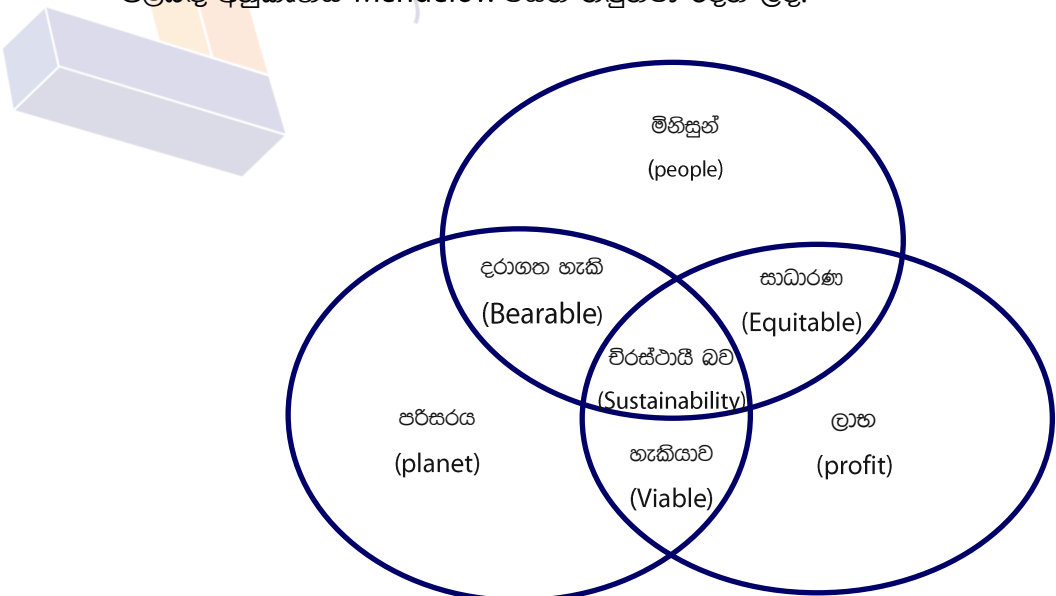 මිනිසුන්
(people)
දරාගත හැකි
(Bearable)
සාධාරණ
(Equitable)
චිරස්ථායී බව
(Sustainability)
පරිසරය
(planet)
ලාභ
(profit)
හැකියාව
(Viable)